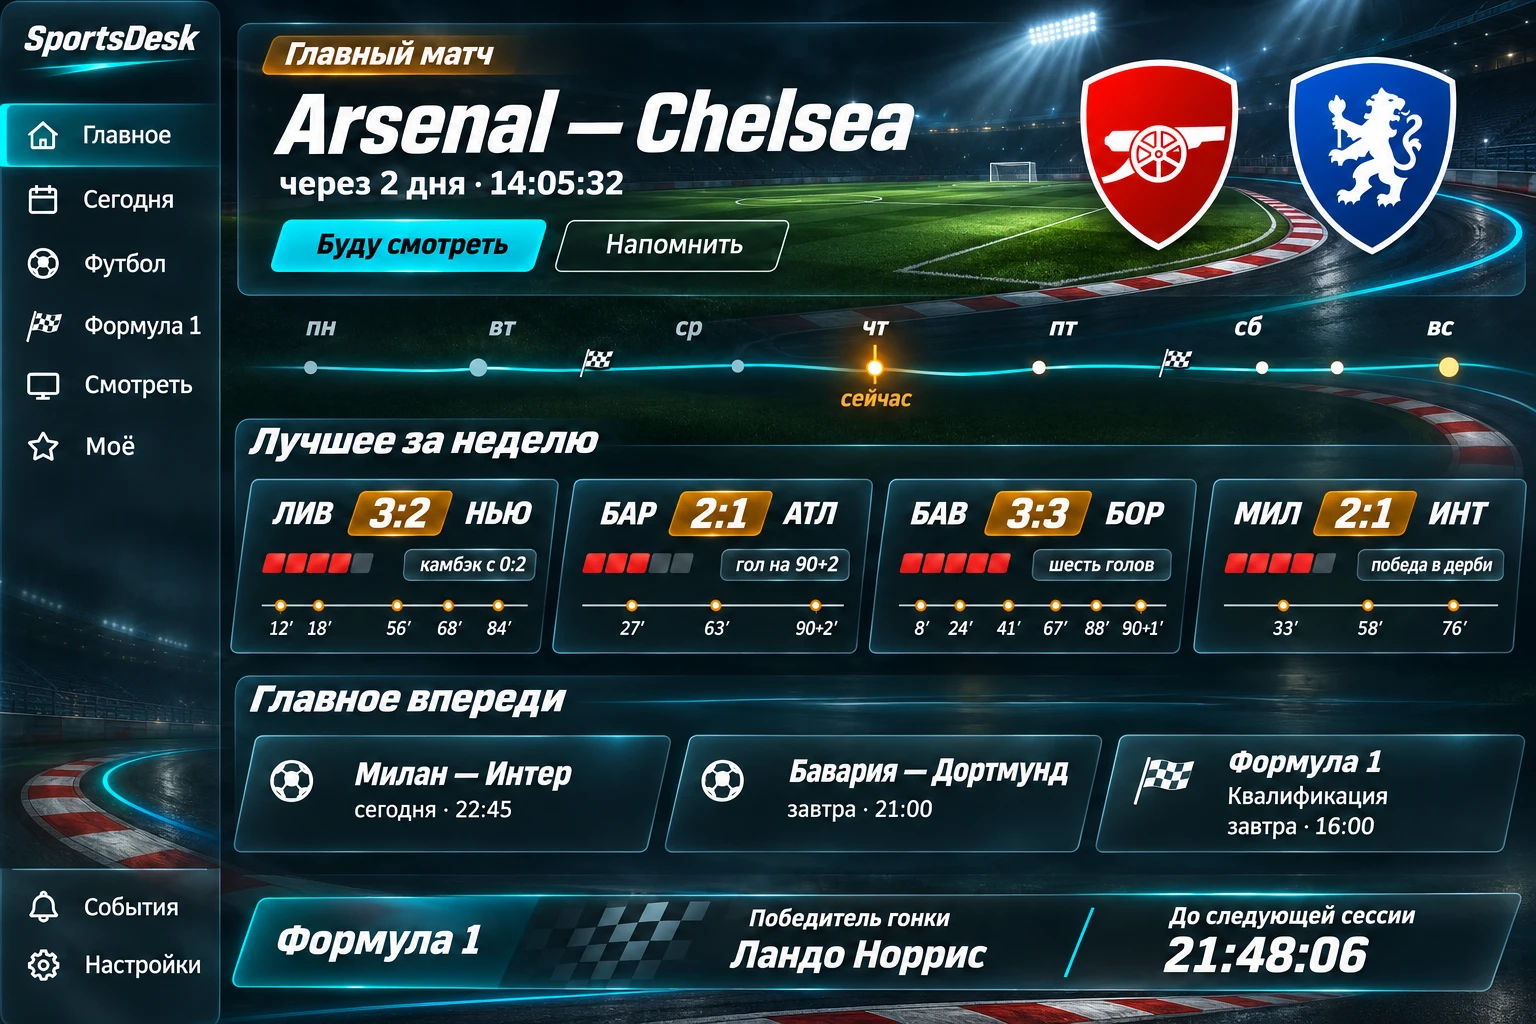 SportsDesk
Главное
Сегодня
Футбол
Формула 1
Смотреть
Моё
События
Настройки
Главный матч
Arsenal – Chelsea
через 2 дня · 14:05:32
Буду смотреть
Напомнить
пн
вт
ср
чт
пт
сб
вс
сейчас
Лучшее за неделю
ЛИВ 3:2 НЬЮ
камбэк с 0:2
12′ 18′ 56′ 68′ 84′
БАР 2:1 АТЛ
гол на 90+2
27′ 63′ 90+2′
БАВ 3:3 БОР
шесть голов
8′ 24′ 41′ 67′ 88′ 90+1′
МИЛ 2:1 ИНТ
победа в дерби
33′ 58′ 76′
Главное впереди
Милан — Интер
сегодня · 22:45
Бавария — Дортмунд
завтра · 21:00
Формула 1
Квалификация
завтра · 16:00
Формула 1
Победитель гонки
Ландо Норрис
До следующей сессии
21:48:06